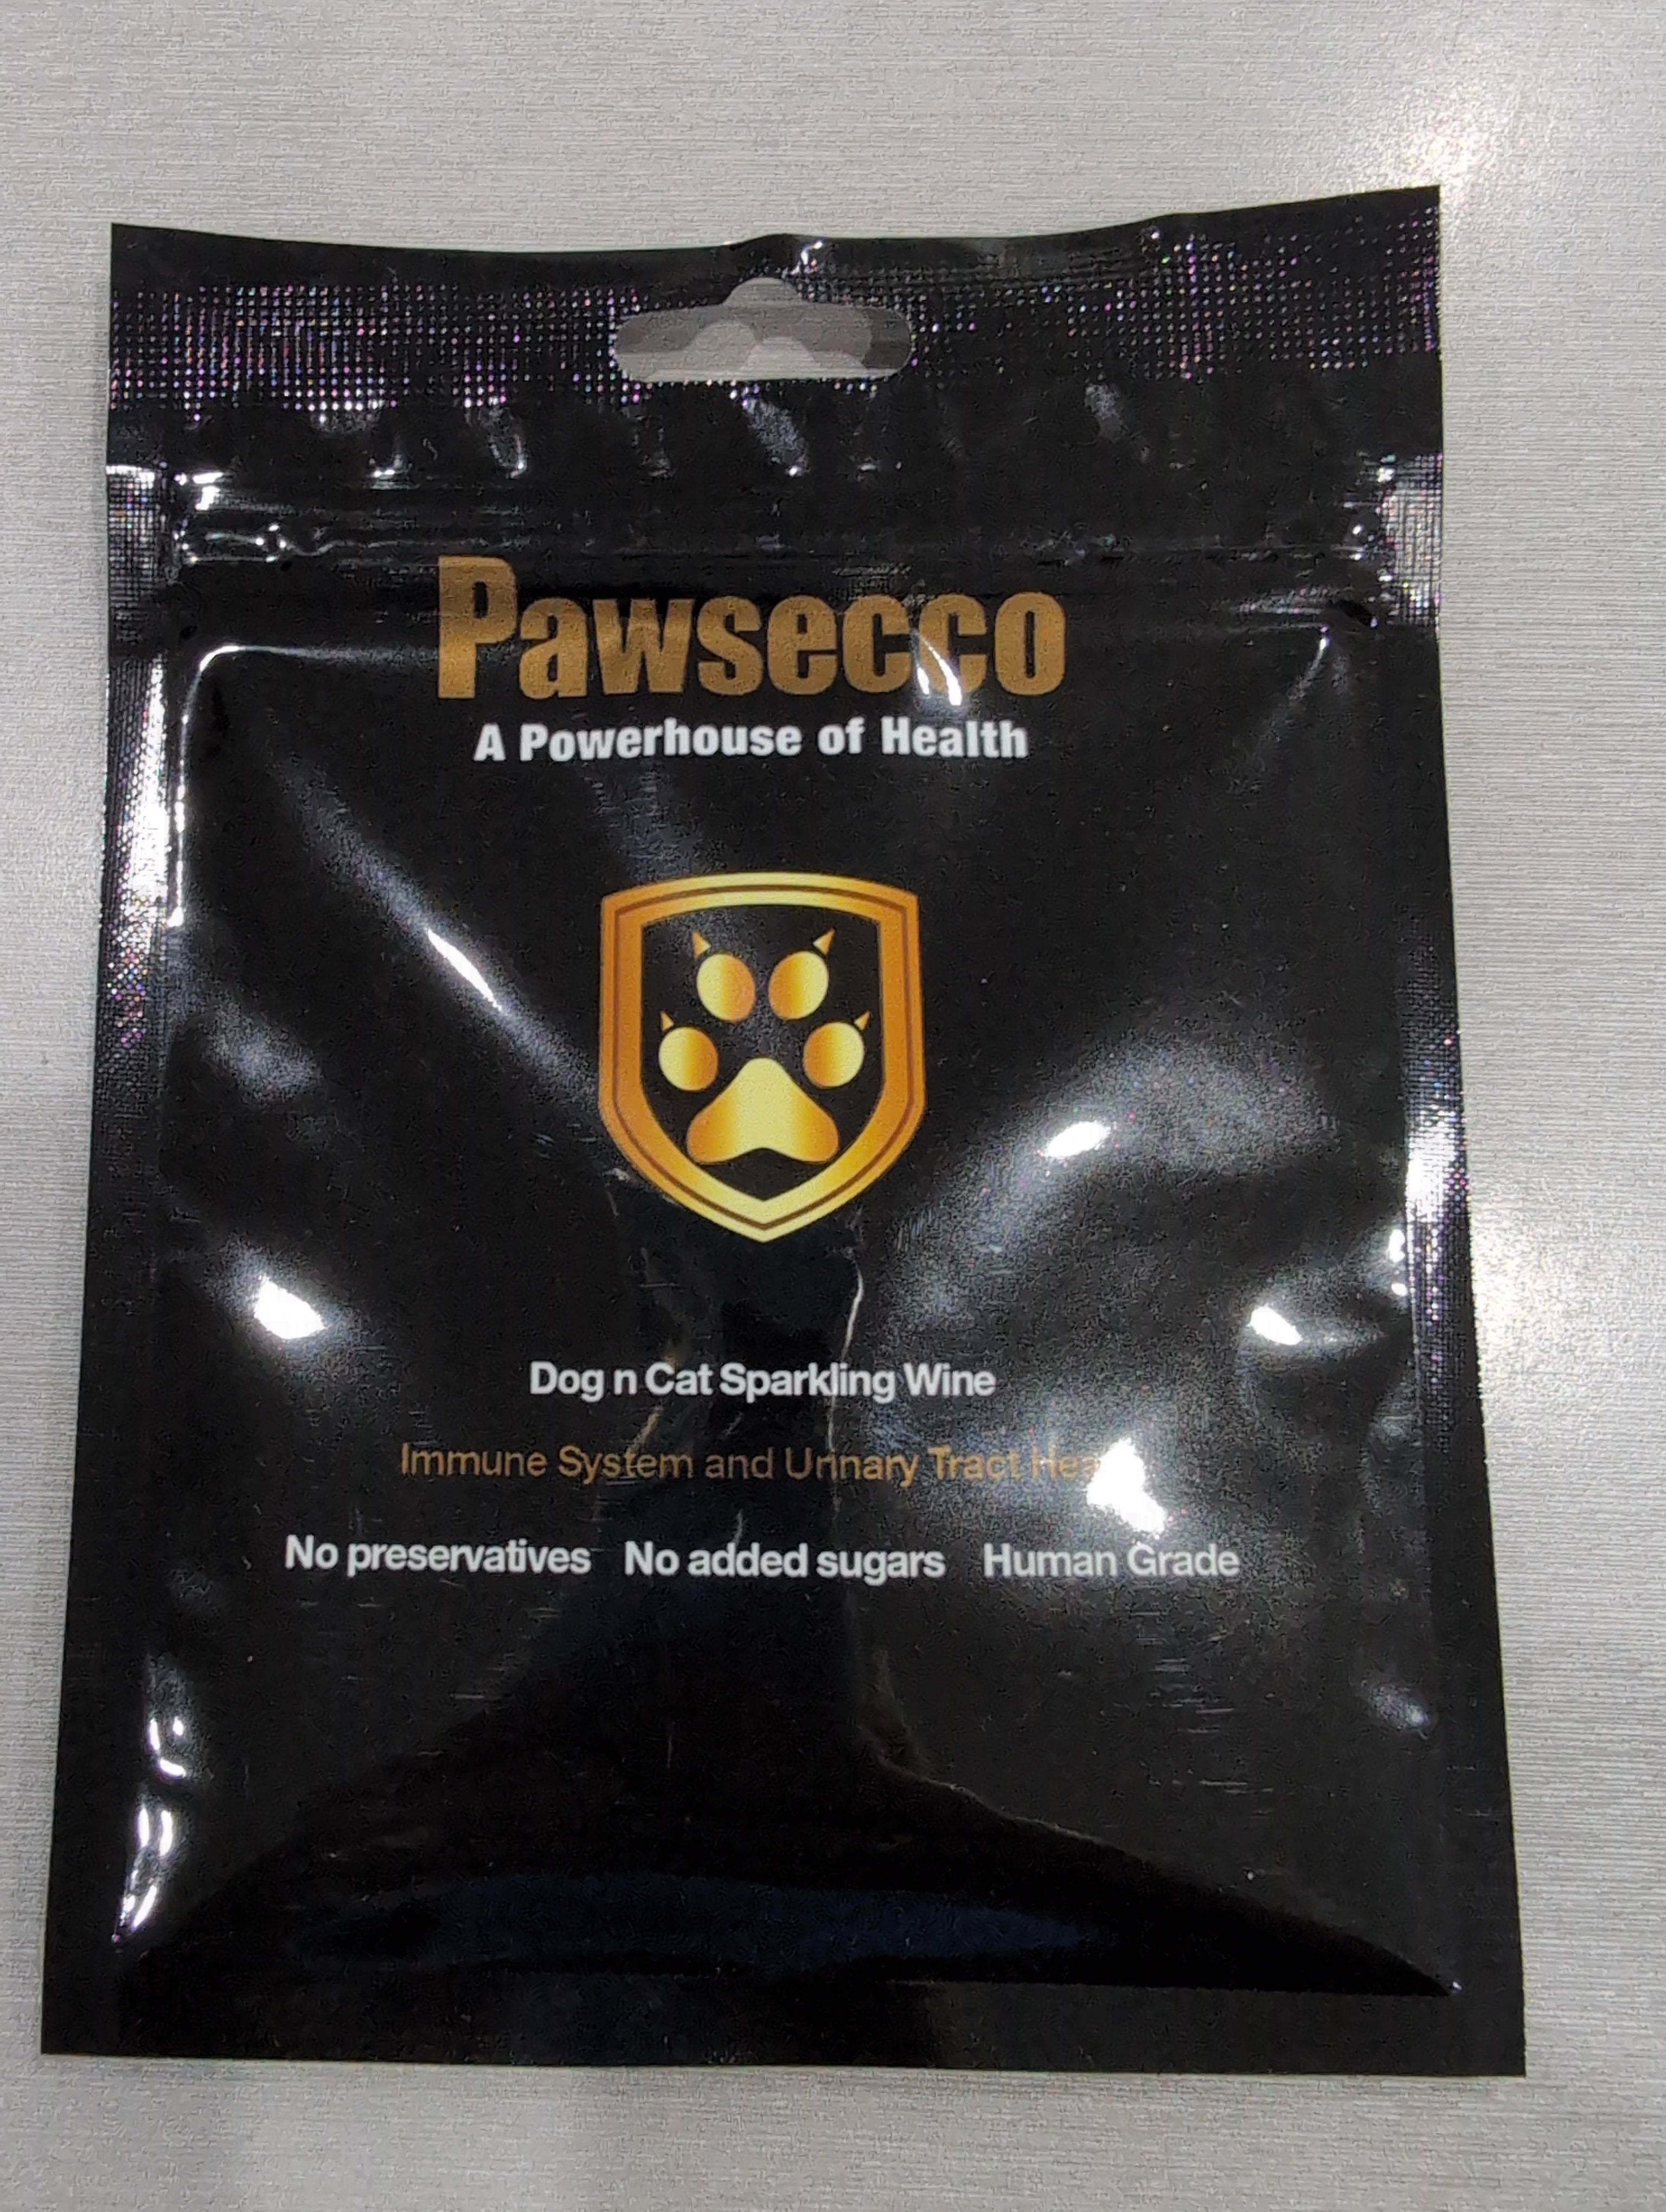 Pawsecco
A Powerhouse of Health
Dog n Cat Sparkling Wine
Immune System and Urinary Tract
No preservatives No added sugars Human Grade